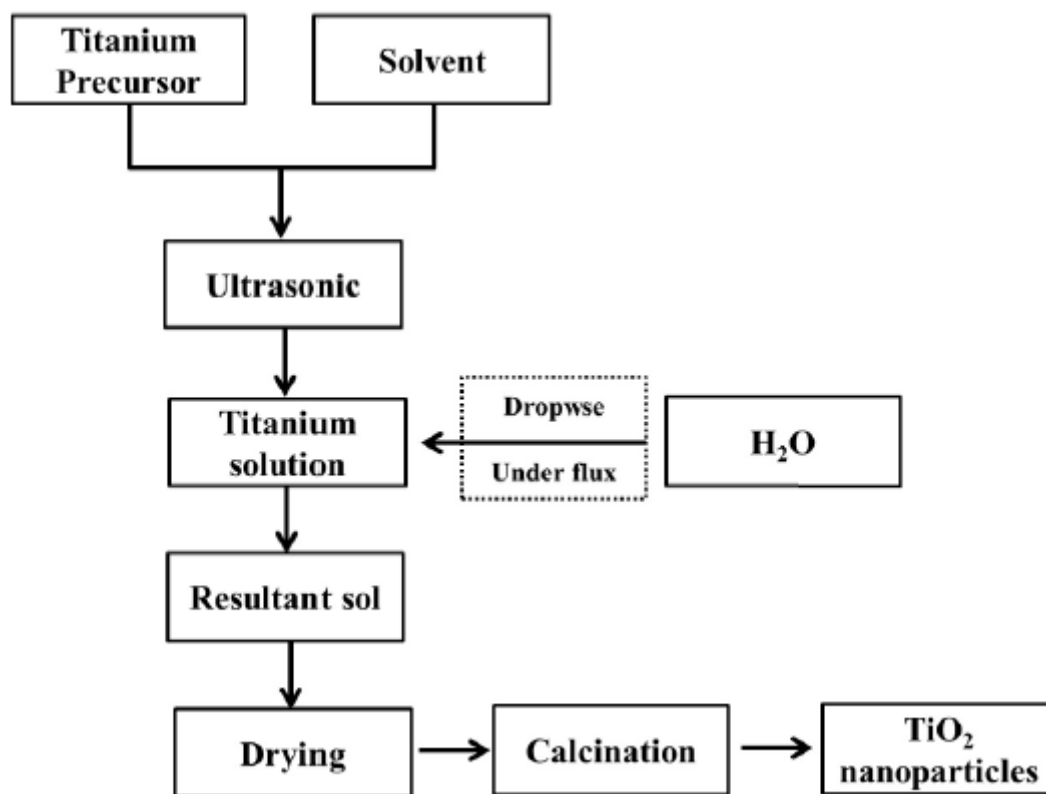 Titanium
Precursor
Solvent
Ultrasonic
Titanium
solution
Dropwse
Under flux
H₂O
Resultant sol
Drying
Calcination
TiO₂
nanoparticles